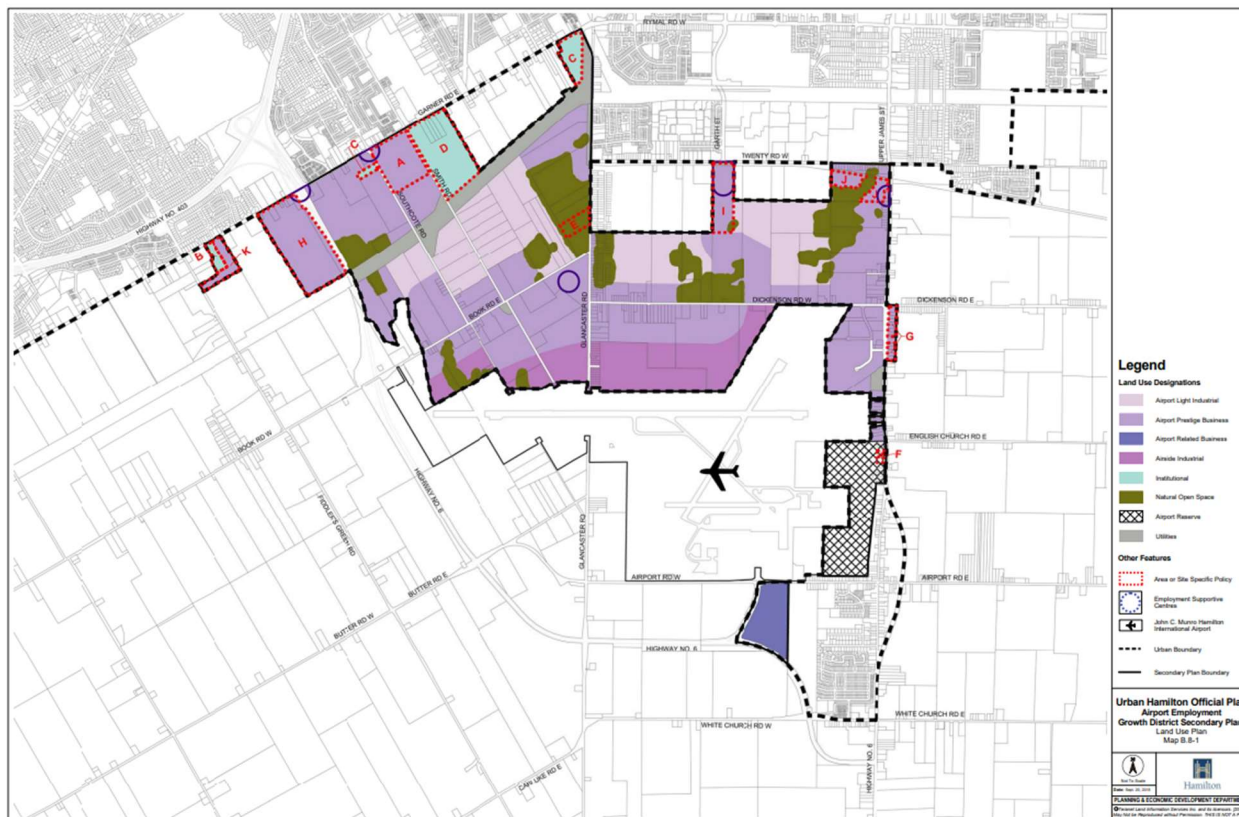 RYMAL RD W
C
GARNER RD E
UPPER JAMES ST
GARTH ST
C
A
D
TWENTY RD W
SMITH RD
J
HIGHWAY NO. 403
SOUTHCOTE RD
I
H
E
B
K
BOOK RD E
GLANCASTER RD
DICKENSON RD W
DICKENSON RD E
G
BOOK RD W
ENGLISH CHURCH RD E
F
HIGHWAY NO. 6
FIDDLER'S GREEN RD
GLANCASTER RD
AIRPORT RD W
AIRPORT RD E
BUTTER RD E
BUTTER RD W
HIGHWAY NO. 6
WHITE CHURCH RD W
WHITE CHURCH RD E
HIGHWAY NO. 6
CARLUKE RD E
Legend
Land Use Designations
Airport Light Industrial
Airport Prestige Business
Airport Related Business
Airside Industrial
Institutional
Natural Open Space
Airport Reserve
Utilities
Other Features
Area or Site Specific Policy
Employment Supportive
Centres
John C. Munro Hamilton
International Airport
Urban Boundary
Secondary Plan Boundary
Urban Hamilton Official Pla
Airport Employment
Growth District Secondary Plan
Land Use Plan
Map B.8-1
Not To Scale
Hamilton
PLANNING & ECONOMIC DEVELOPMENT DEPARTME